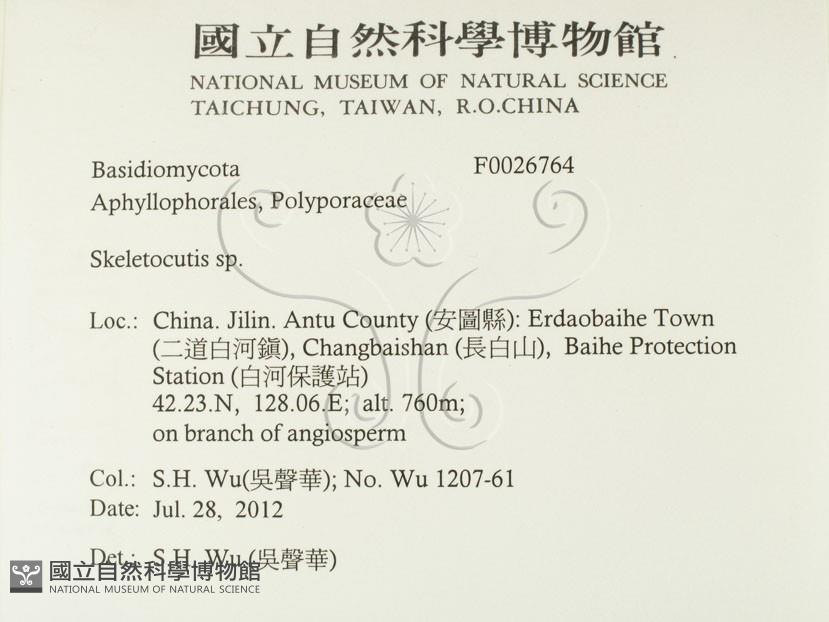 國立自然科學博物館
NATIONAL MUSEUM OF NATURAL SCIENCE
TAICHUNG, TAIWAN, R.O.CHINA
Basidiomycota F0026764
Aphyllophorales, Polyporaceae
Skeletocutis sp.
Loc.: China. Jilin. Antu County (安圖縣): Erdaobaihe Town
(二道白河鎮), Changbaishan (長白山), Baihe Protection
Station (白河保護站)
42.23.N, 128.06.E; alt. 760m;
on branch of angiosperm
Col.: S.H. Wu(吳聲華); No. Wu 1207-61
Date: Jul. 28, 2012
Det.: S.H. Wu (吳聲華)
國立自然科學博物館
NATIONAL MUSEUM OF NATURAL SCIENCE